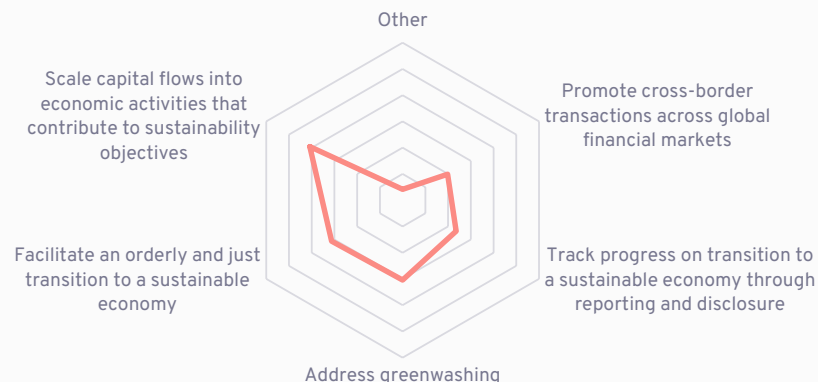 Other
Scale capital flows into
economic activities that
contribute to sustainability
objectives
Promote cross-border
transactions across global
financial markets
Facilitate an orderly and just
transition to a sustainable
economy
Track progress on transition to
a sustainable economy through
reporting and disclosure
Address greenwashing